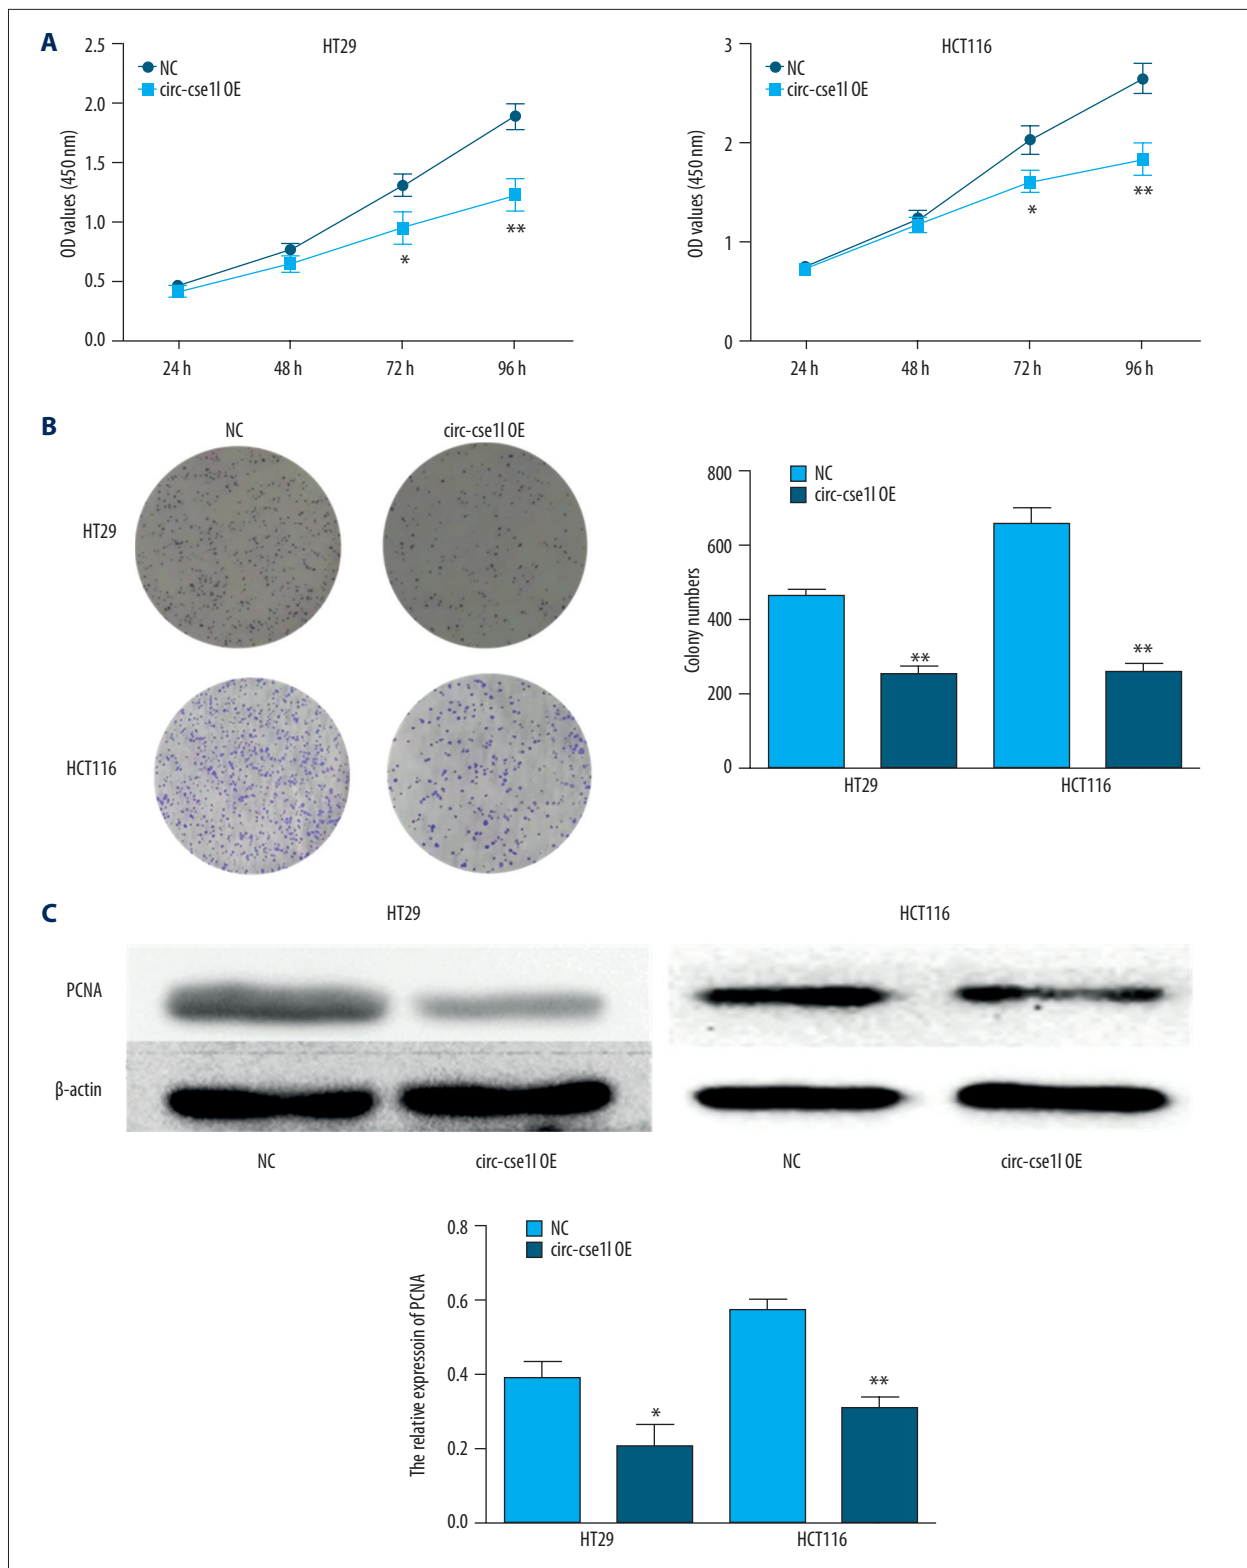 A
HT29
NC
circ-cse1l OE
OD values (450 nm)
2.5
2.0
1.5
1.0
0.5
0.0
*
**
24 h
48 h
72 h
96 h
HCT116
NC
circ-cse1l OE
OD values (450 nm)
3
2
1
0
*
**
24 h
48 h
72 h
96 h
B
NC
circ-cse1l OE
HT29
HCT116
NC
circ-cse1l OE
Colony numbers
800
600
400
200
0
**
**
HT29
HCT116
C
HT29
HCT116
PCNA
β-actin
NC
circ-cse1l OE
NC
circ-cse1l OE
NC
circ-cse1l OE
The relative expressoin of PCNA
0.8
0.6
0.4
0.2
0.0
*
**
HT29
HCT116